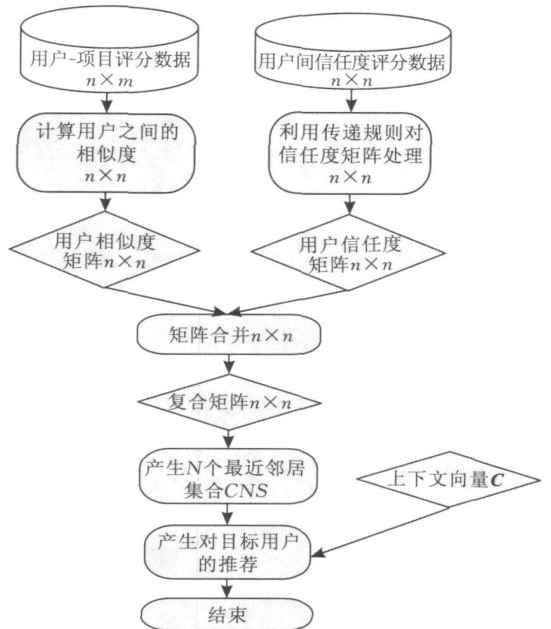 用户-项目评分数据
n×m
用户间信任度评分数据
n×n
计算用户之间的
相似度
n×n
利用传递规则对
信任度矩阵处理
n×n
用户相似度
矩阵n×n
用户信任度
矩阵n×n
矩阵合并n×n
复合矩阵n×n
产生N个最近邻居
集合CNS
上下文向量C
产生对目标用户
的推荐
结束